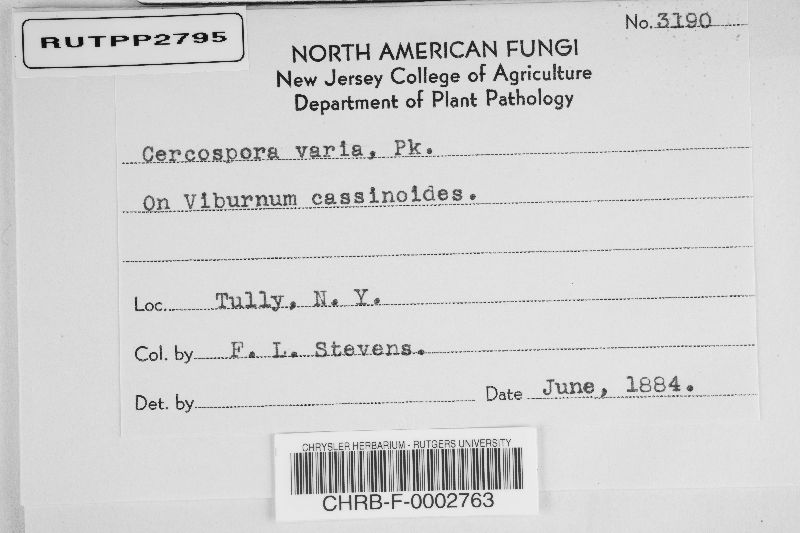 RUTPP2795
No. 3190
NORTH AMERICAN FUNGI
New Jersey College of Agriculture
Department of Plant Pathology
Cercospora varia, Pk.
On Viburnum cassinoides.
Loc. Tully, N. Y.
Col. by F. L. Stevens.
Det. by Date June, 1884.
CHRYSLER HERBARIUM - RUTGERS UNIVERSITY
CHRB-F-0002763